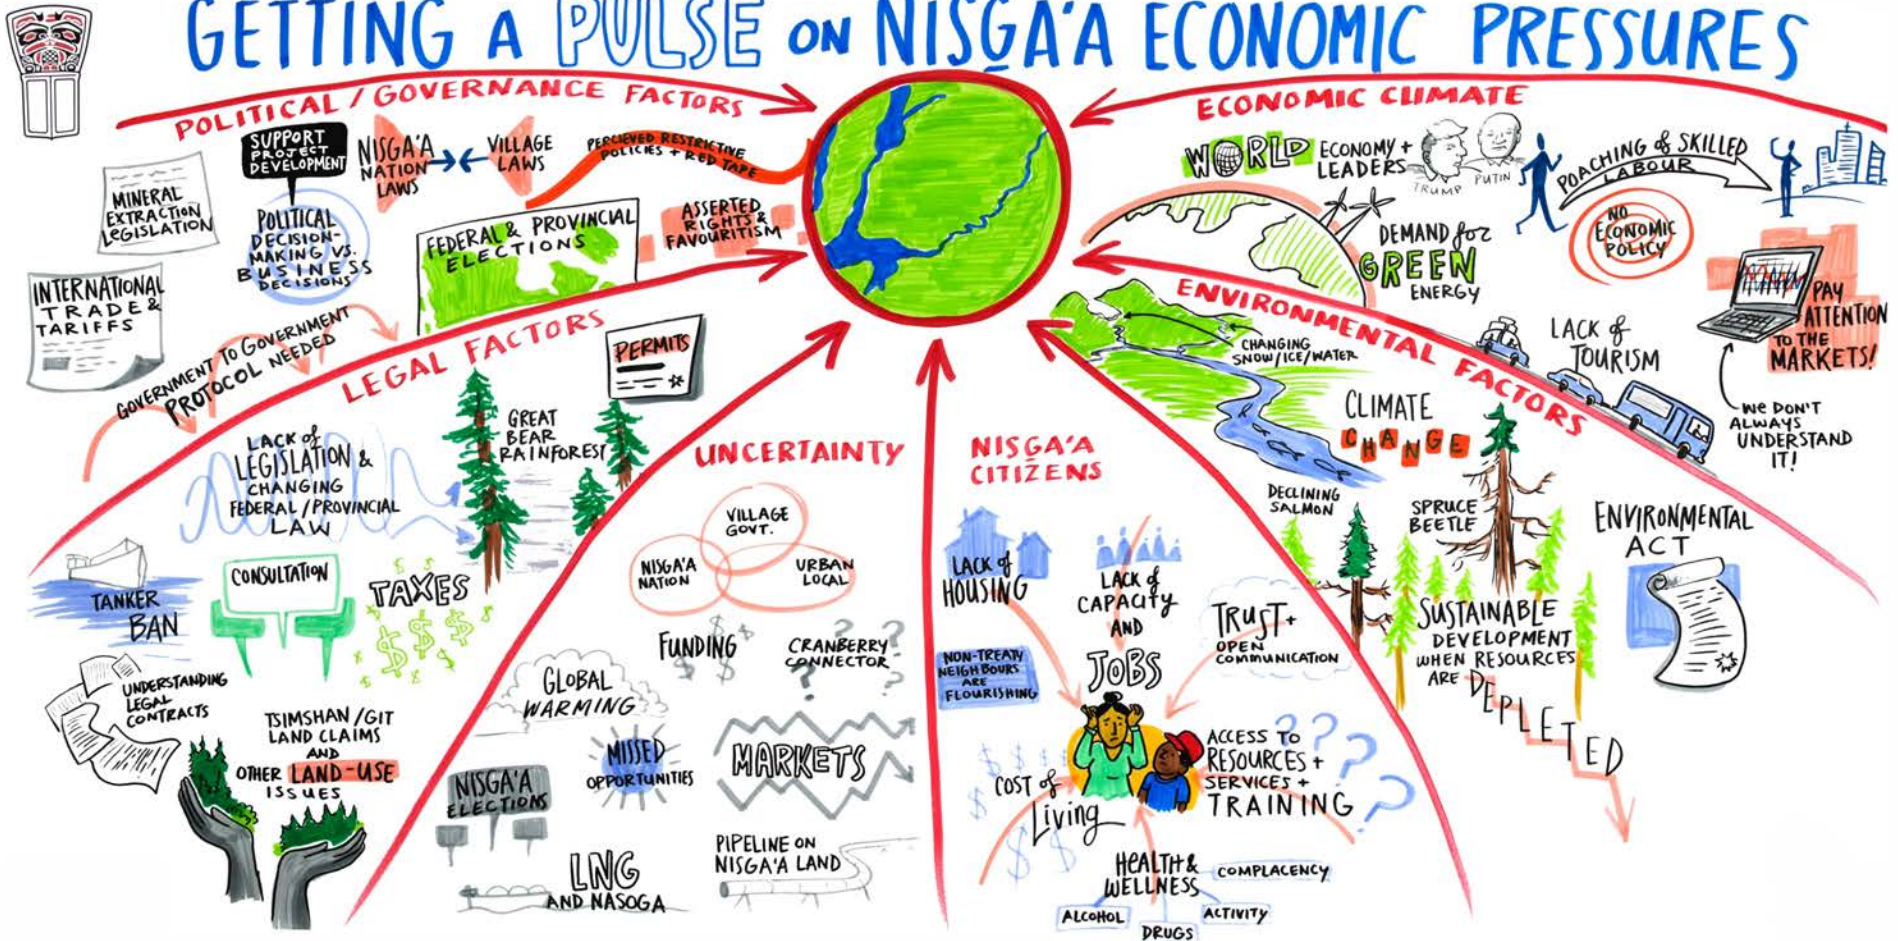 GETTING A PULSE ON NISGA'A ECONOMIC PRESSURES
POLITICAL / GOVERNANCE FACTORS
MINERAL
EXTRACTION
LEGISLATION
SUPPORT
PROJECT
DEVELOPMENT
POLITICAL
DECISION-
MAKING VS.
BUSINESS
DECISIONS
NISGA'A
NATION
LAWS
VILLAGE
LAWS
PERCIEVED RESTRICTIVE
POLICIES + RED TAPE
FEDERAL & PROVINCIAL
ELECTIONS
ASSERTED
RIGHTS &
FAVOURITISM
INTERNATIONAL
TRADE &
TARIFFS
GOVERNMENT TO GOVERNMENT
PROTOCOL NEEDED
LEGAL FACTORS
PERMITS
GREAT
BEAR
RAINFOREST
LACK of
LEGISLATION &
CHANGING
FEDERAL / PROVINCIAL
LAW
TANKER
BAN
CONSULTATION
TAXES
UNDERSTANDING
LEGAL
CONTRACTS
TSIMSHAN / GIT
LAND CLAIMS
AND
OTHER LAND-USE
ISSUES
UNCERTAINTY
VILLAGE
GOVT.
NISGA'A
NATION
URBAN
LOCAL
FUNDING
CRANBERRY
CONNECTOR
GLOBAL
WARMING
MISSED
OPPORTUNITIES
MARKETS
NISGA'A
ELECTIONS
LNG
AND NASOGA
PIPELINE ON
NISGA'A LAND
NISGA'A
CITIZENS
LACK of
HOUSING
LACK of
CAPACITY
AND
JOBS
TRUST +
OPEN
COMMUNICATION
NON-TREATY
NEIGHBOURS
ARE
FLOURISHING
COST of
Living
ACCESS TO
RESOURCES +
SERVICES +
TRAINING
HEALTH &
WELLNESS
COMPLACENCY
ALCOHOL
DRUGS
ACTIVITY
ENVIRONMENTAL FACTORS
CHANGING
SNOW/ICE/WATER
CLIMATE
CHANGE
DECLINING
SALMON
SPRUCE
BEETLE
ENVIRONMENTAL
ACT
SUSTAINABLE
DEVELOPMENT
WHEN RESOURCES
ARE DEPLETED
ECONOMIC CLIMATE
WORLD ECONOMY +
LEADERS
TRUMP
PUTIN
POACHING of SKILLED
LABOUR
NO
ECONOMIC
POLICY
DEMAND for
GREEN
ENERGY
LACK of
TOURISM
PAY
ATTENTION
TO THE
MARKETS!
WE DON'T
ALWAYS
UNDERSTAND
IT!